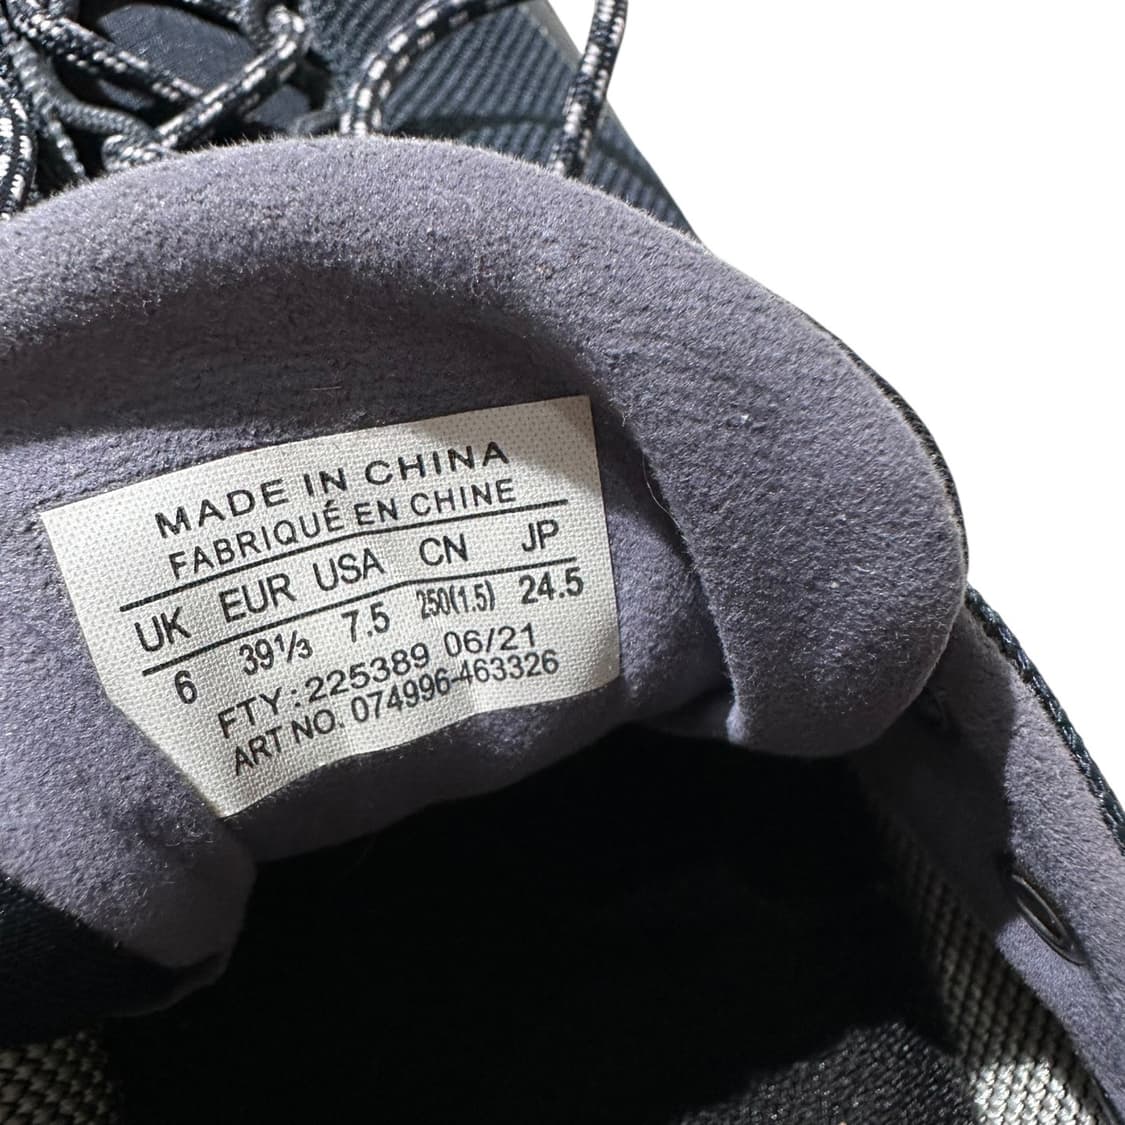 MADE IN CHINA
FABRIQUÉ EN CHINE
UK EUR USA CN JP
6 39⅓ 7.5 250(1.5) 24.5
FTY: 225389 06/21
ART NO. 074996-463326